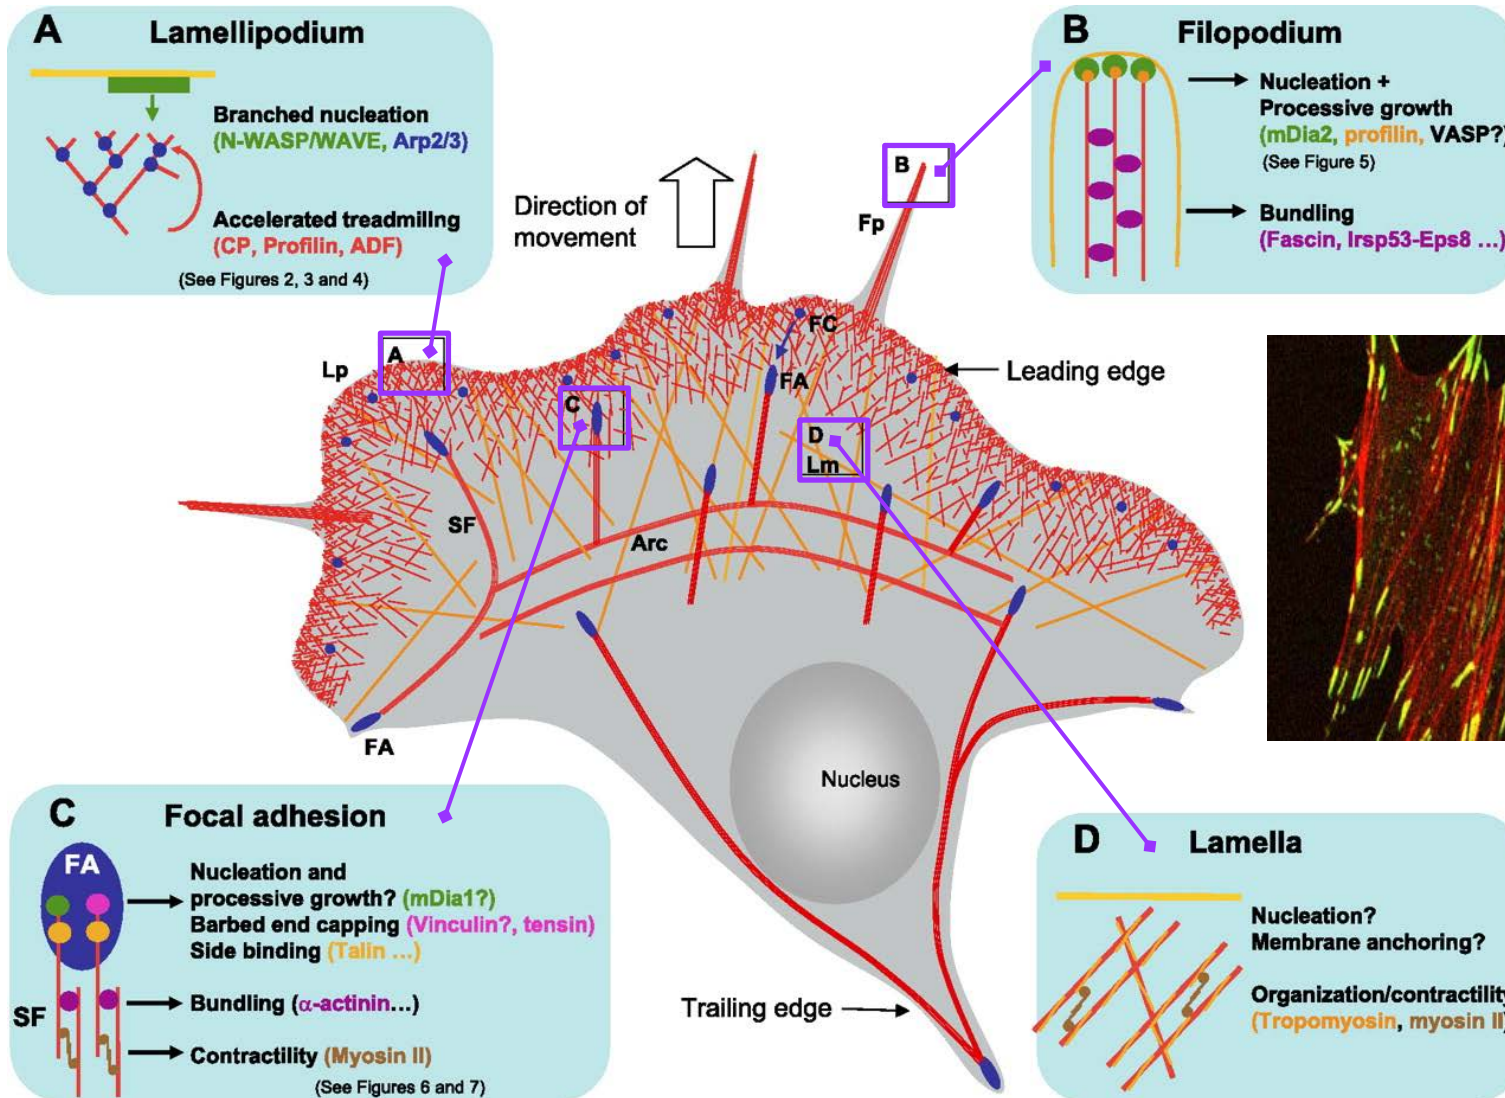 A
Lamellipodium
Branched nucleation
(N-WASP/WAVE, Arp2/3)
Accelerated treadmillng
(CP, Profilin, ADF)
(See Figures 2, 3 and 4)
B
Filopodium
Nucleation +
Processive growth
(mDia2, profilin, VASP?)
(See Figure 5)
Bundling
(Fascin, Irsp53-Eps8 ...)
Direction of
movement
B
Fp
FC
Lp
A
FA
Leading edge
C
D
Lm
SF
Arc
FA
Nucleus
Trailing edge
C
Focal adhesion
FA
Nucleation and
processive growth? (mDia1?)
Barbed end capping (Vinculin?, tensin)
Side binding (Talin ...)
SF
Bundling (α-actinin...)
Contractility (Myosin II)
(See Figures 6 and 7)
D
Lamella
Nucleation?
Membrane anchoring?
Organization/contractility
(Tropomyosin, myosin II)